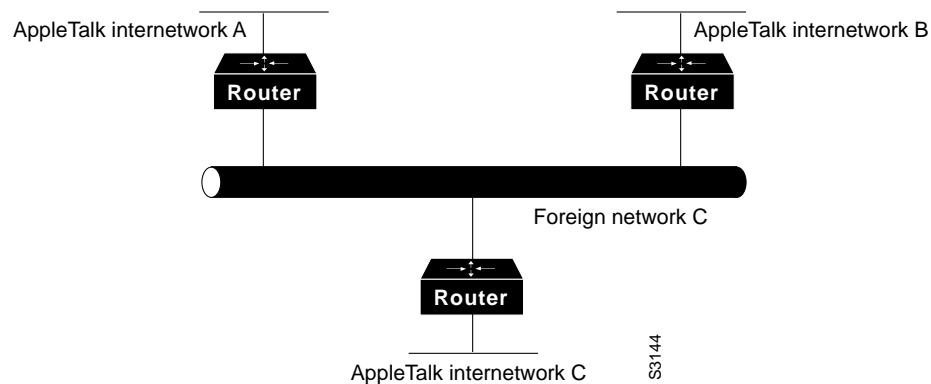 AppleTalk internetwork A
AppleTalk internetwork B
Router
Router
Foreign network C
Router
S3144
AppleTalk internetwork C